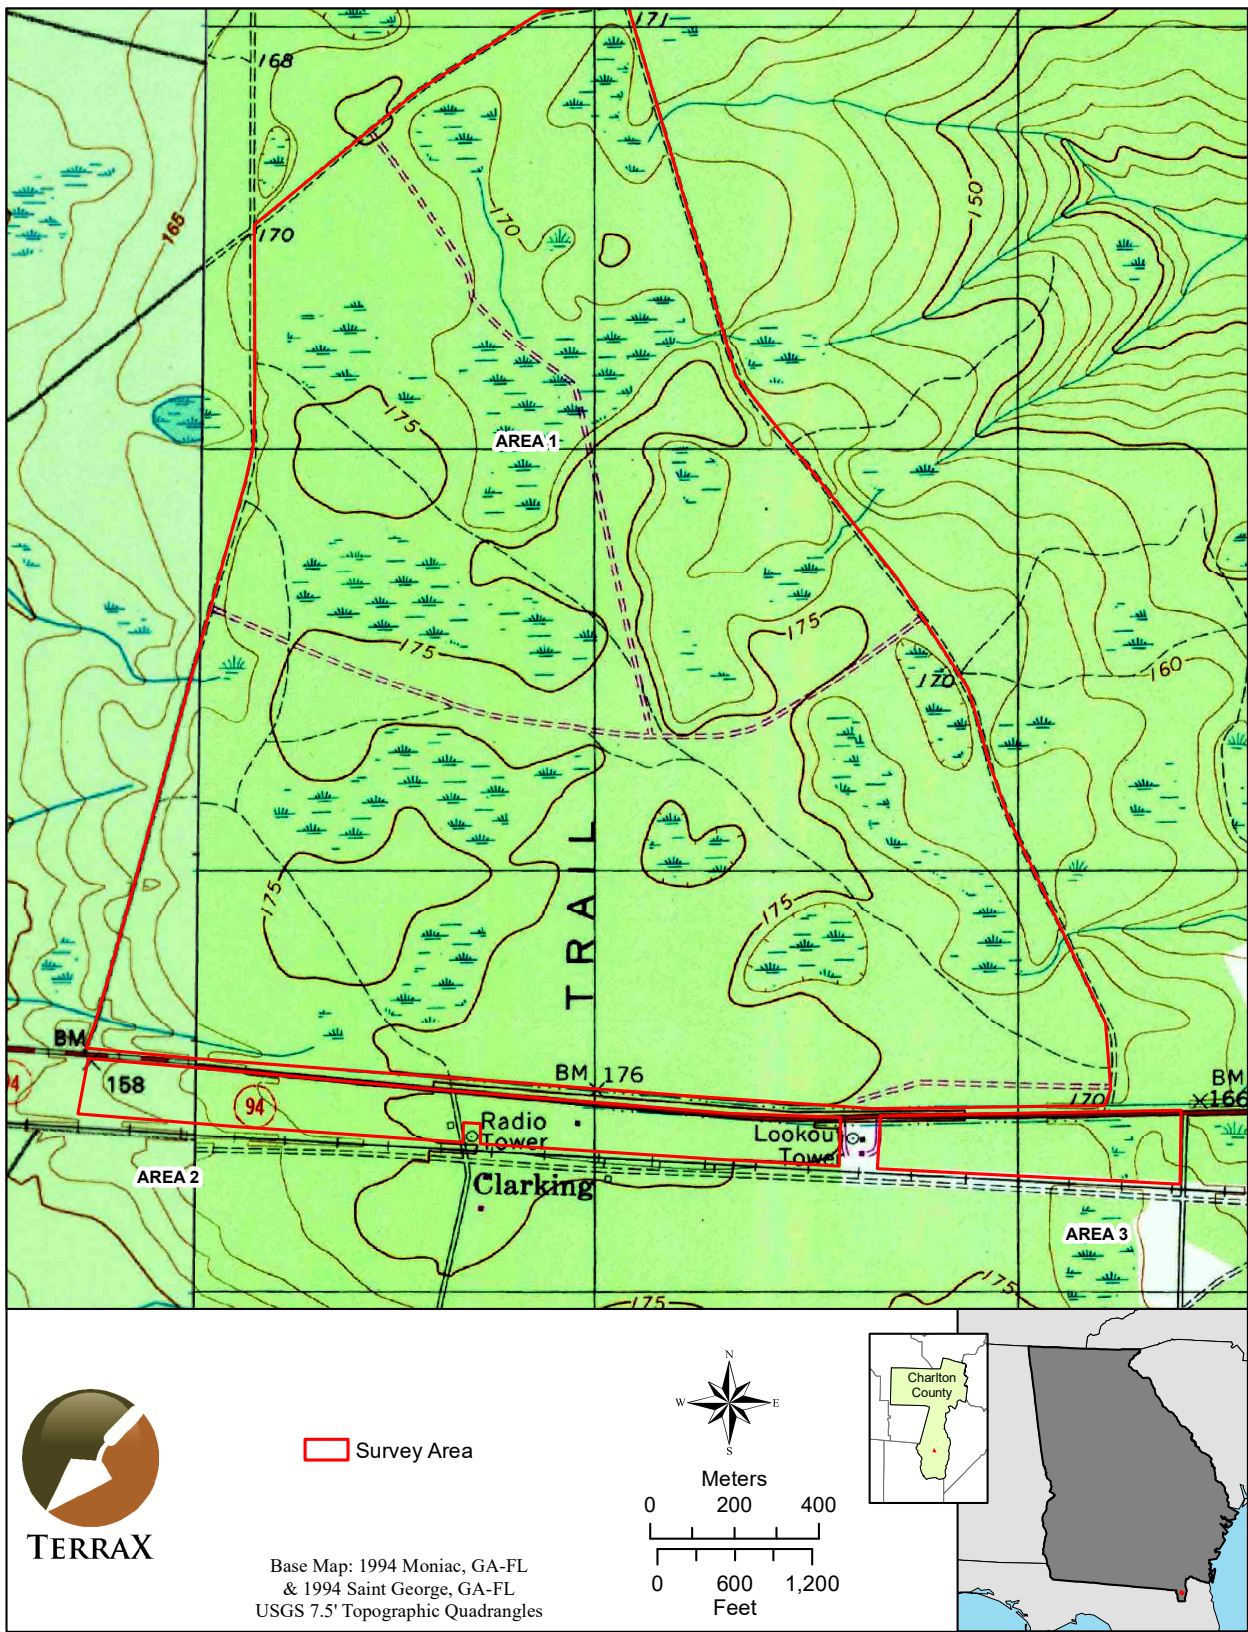 171
168
150
165
170
170
175
AREA 1
175
175
170
160
TRAIL
175
175
BM
158
94
94
BM 176
170
BM
×166
Radio
Tower
Lookout
Tower
AREA 2
Clarking
AREA 3
175
175
TERRAX
Survey Area
Base Map: 1994 Moniac, GA-FL
& 1994 Saint George, GA-FL
USGS 7.5' Topographic Quadrangles
N
W
E
S
Meters
0 200 400
0 600 1,200
Feet
Charlton
County